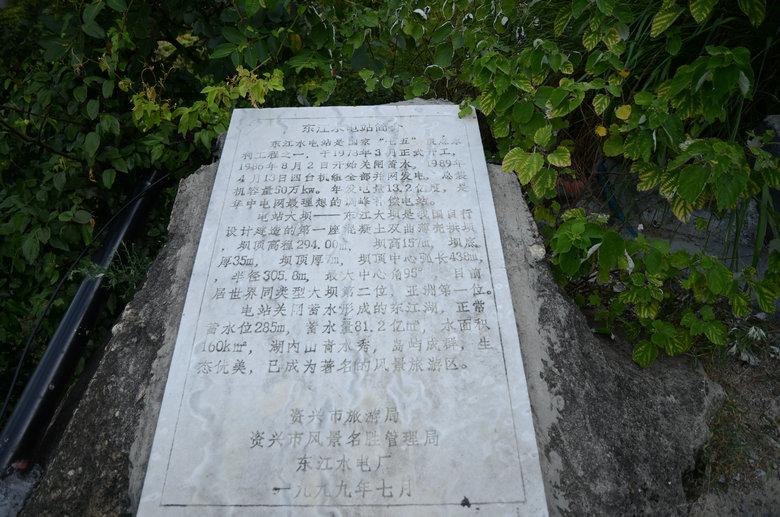 东江水电站简介
东江水电站是国家“七五”重点水
利工程之一，于1978年3月正式开工，
1986年8月2日开始关闸蓄水，1989年
4月13日四台机组全部并网发电，总装
机容量50万kw。年发电量13.2亿度，是
华中电网最理想的调峰 电站。
电站大坝——东江大坝是我国自行
设计建造的第一座混凝土双曲薄壳拱坝
，坝顶高程294.00m，坝高157m，坝底
厚35m，坝顶厚7m，坝顶中心弧长438m，
，半径305.8m，最大中心角95°，目前
居世界同类型大坝第二位，亚洲第一位。
电站关闸蓄水形成的东江湖，正常
蓄水位285m，蓄水量81.2亿m³，水面积
160km²，湖内山青水秀，岛屿成群，生
态优美，已成为著名的风景旅游区。
资兴市旅游局
资兴市风景名胜管理局
东江水电厂
一九九九年七月